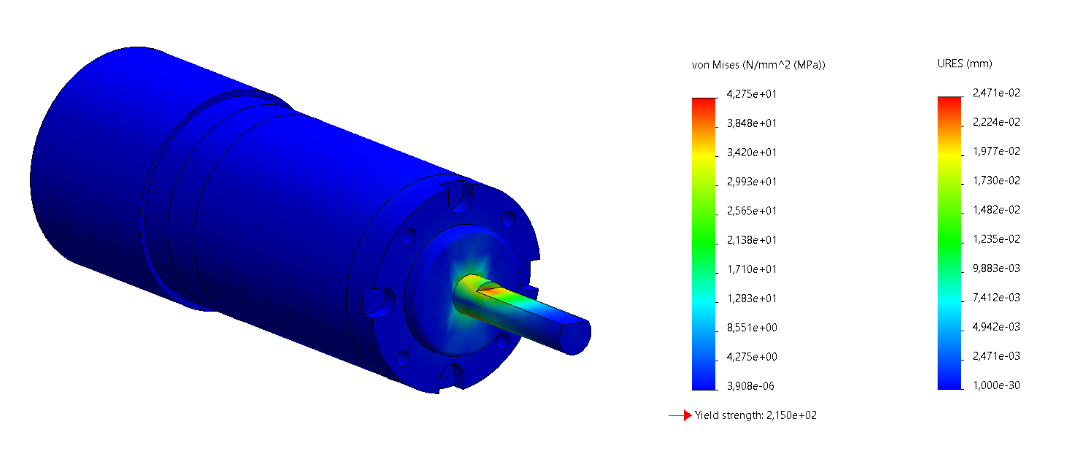 von Mises (N/mm^2 (MPa))
4,275e+01
3,848e+01
3,420e+01
2,993e+01
2,565e+01
2,138e+01
1,710e+01
1,283e+01
8,551e+00
4,275e+00
3,908e-06
Yield strength: 2,150e+02
URES (mm)
2,471e-02
2,224e-02
1,977e-02
1,730e-02
1,482e-02
1,235e-02
9,883e-03
7,412e-03
4,942e-03
2,471e-03
1,000e-30